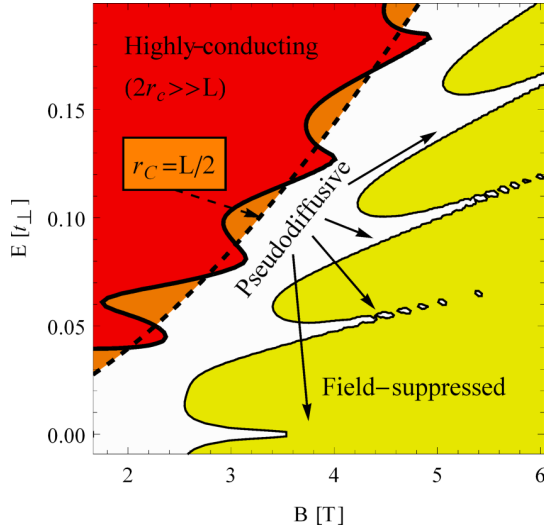 Highly-conducting
(2r_c>>L)
r_C=L/2
Pseudodiffusive
Field-suppressed
0.15
0.10
0.05
0.00
E [t_⊥]
2
3
4
5
6
B [T]